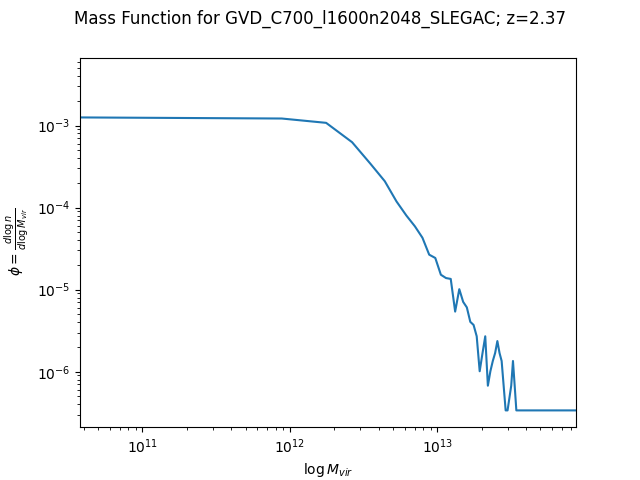 Mass Function for GVD_C700_l1600n2048_SLEGAC; z=2.37
10⁻³
10⁻⁴
10⁻⁵
10⁻⁶
ϕ = d log n / d log M_vir
10¹¹ 10¹² 10¹³
log M_vir